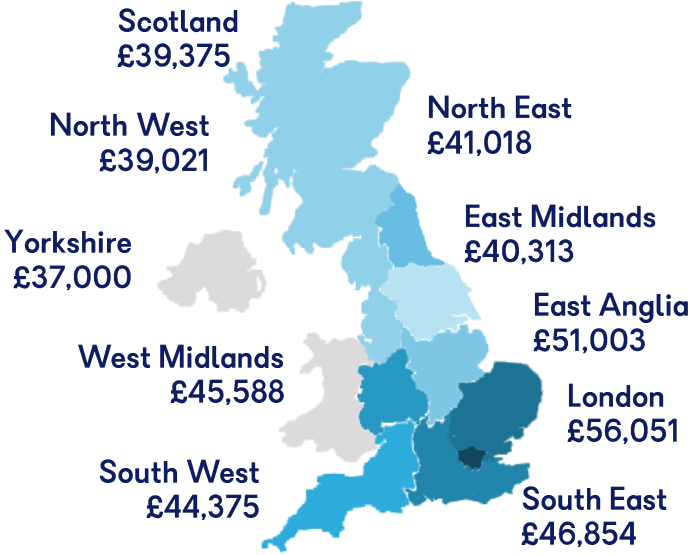 Scotland
£39,375
North East
£41,018
North West
£39,021
East Midlands
£40,313
Yorkshire
£37,000
East Anglia
£51,003
West Midlands
£45,588
London
£56,051
South West
£44,375
South East
£46,854